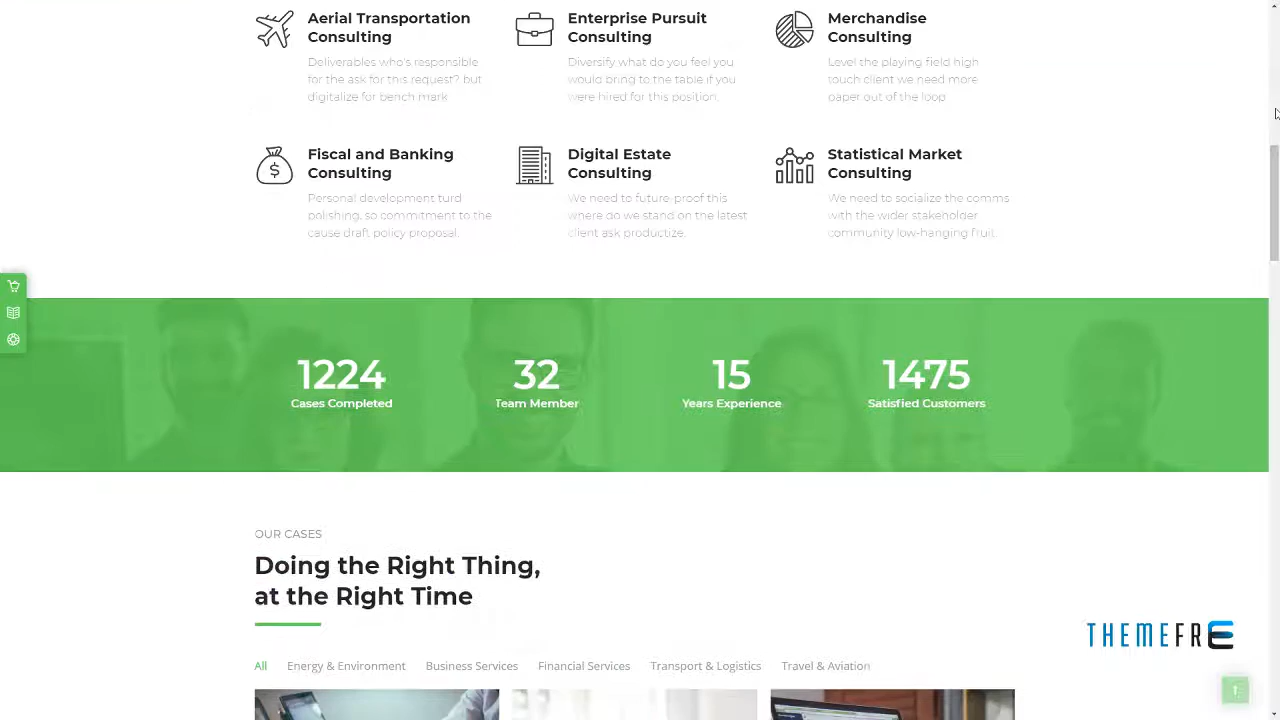 Aerial Transportation
Consulting
Deliverables who's responsible
for the ask for this request? but
digitalize for bench mark
Enterprise Pursuit
Consulting
Diversify what do you feel you
would bring to the table if you
were hired for this position.
Merchandise
Consulting
Level the playing field high
touch client we need more
paper out of the loop
Fiscal and Banking
Consulting
Personal development turd
polishing, so commitment to the
cause draft policy proposal.
Digital Estate
Consulting
We need to future-proof this
where do we stand on the latest
client ask productize.
Statistical Market
Consulting
We need to socialize the comms
with the wider stakeholder
community low-hanging fruit.
1224
Cases Completed
32
Team Member
15
Years Experience
1475
Satisfied Customers
OUR CASES
Doing the Right Thing,
at the Right Time
All Energy & Environment Business Services Financial Services Transport & Logistics Travel & Aviation
THEMEFRE